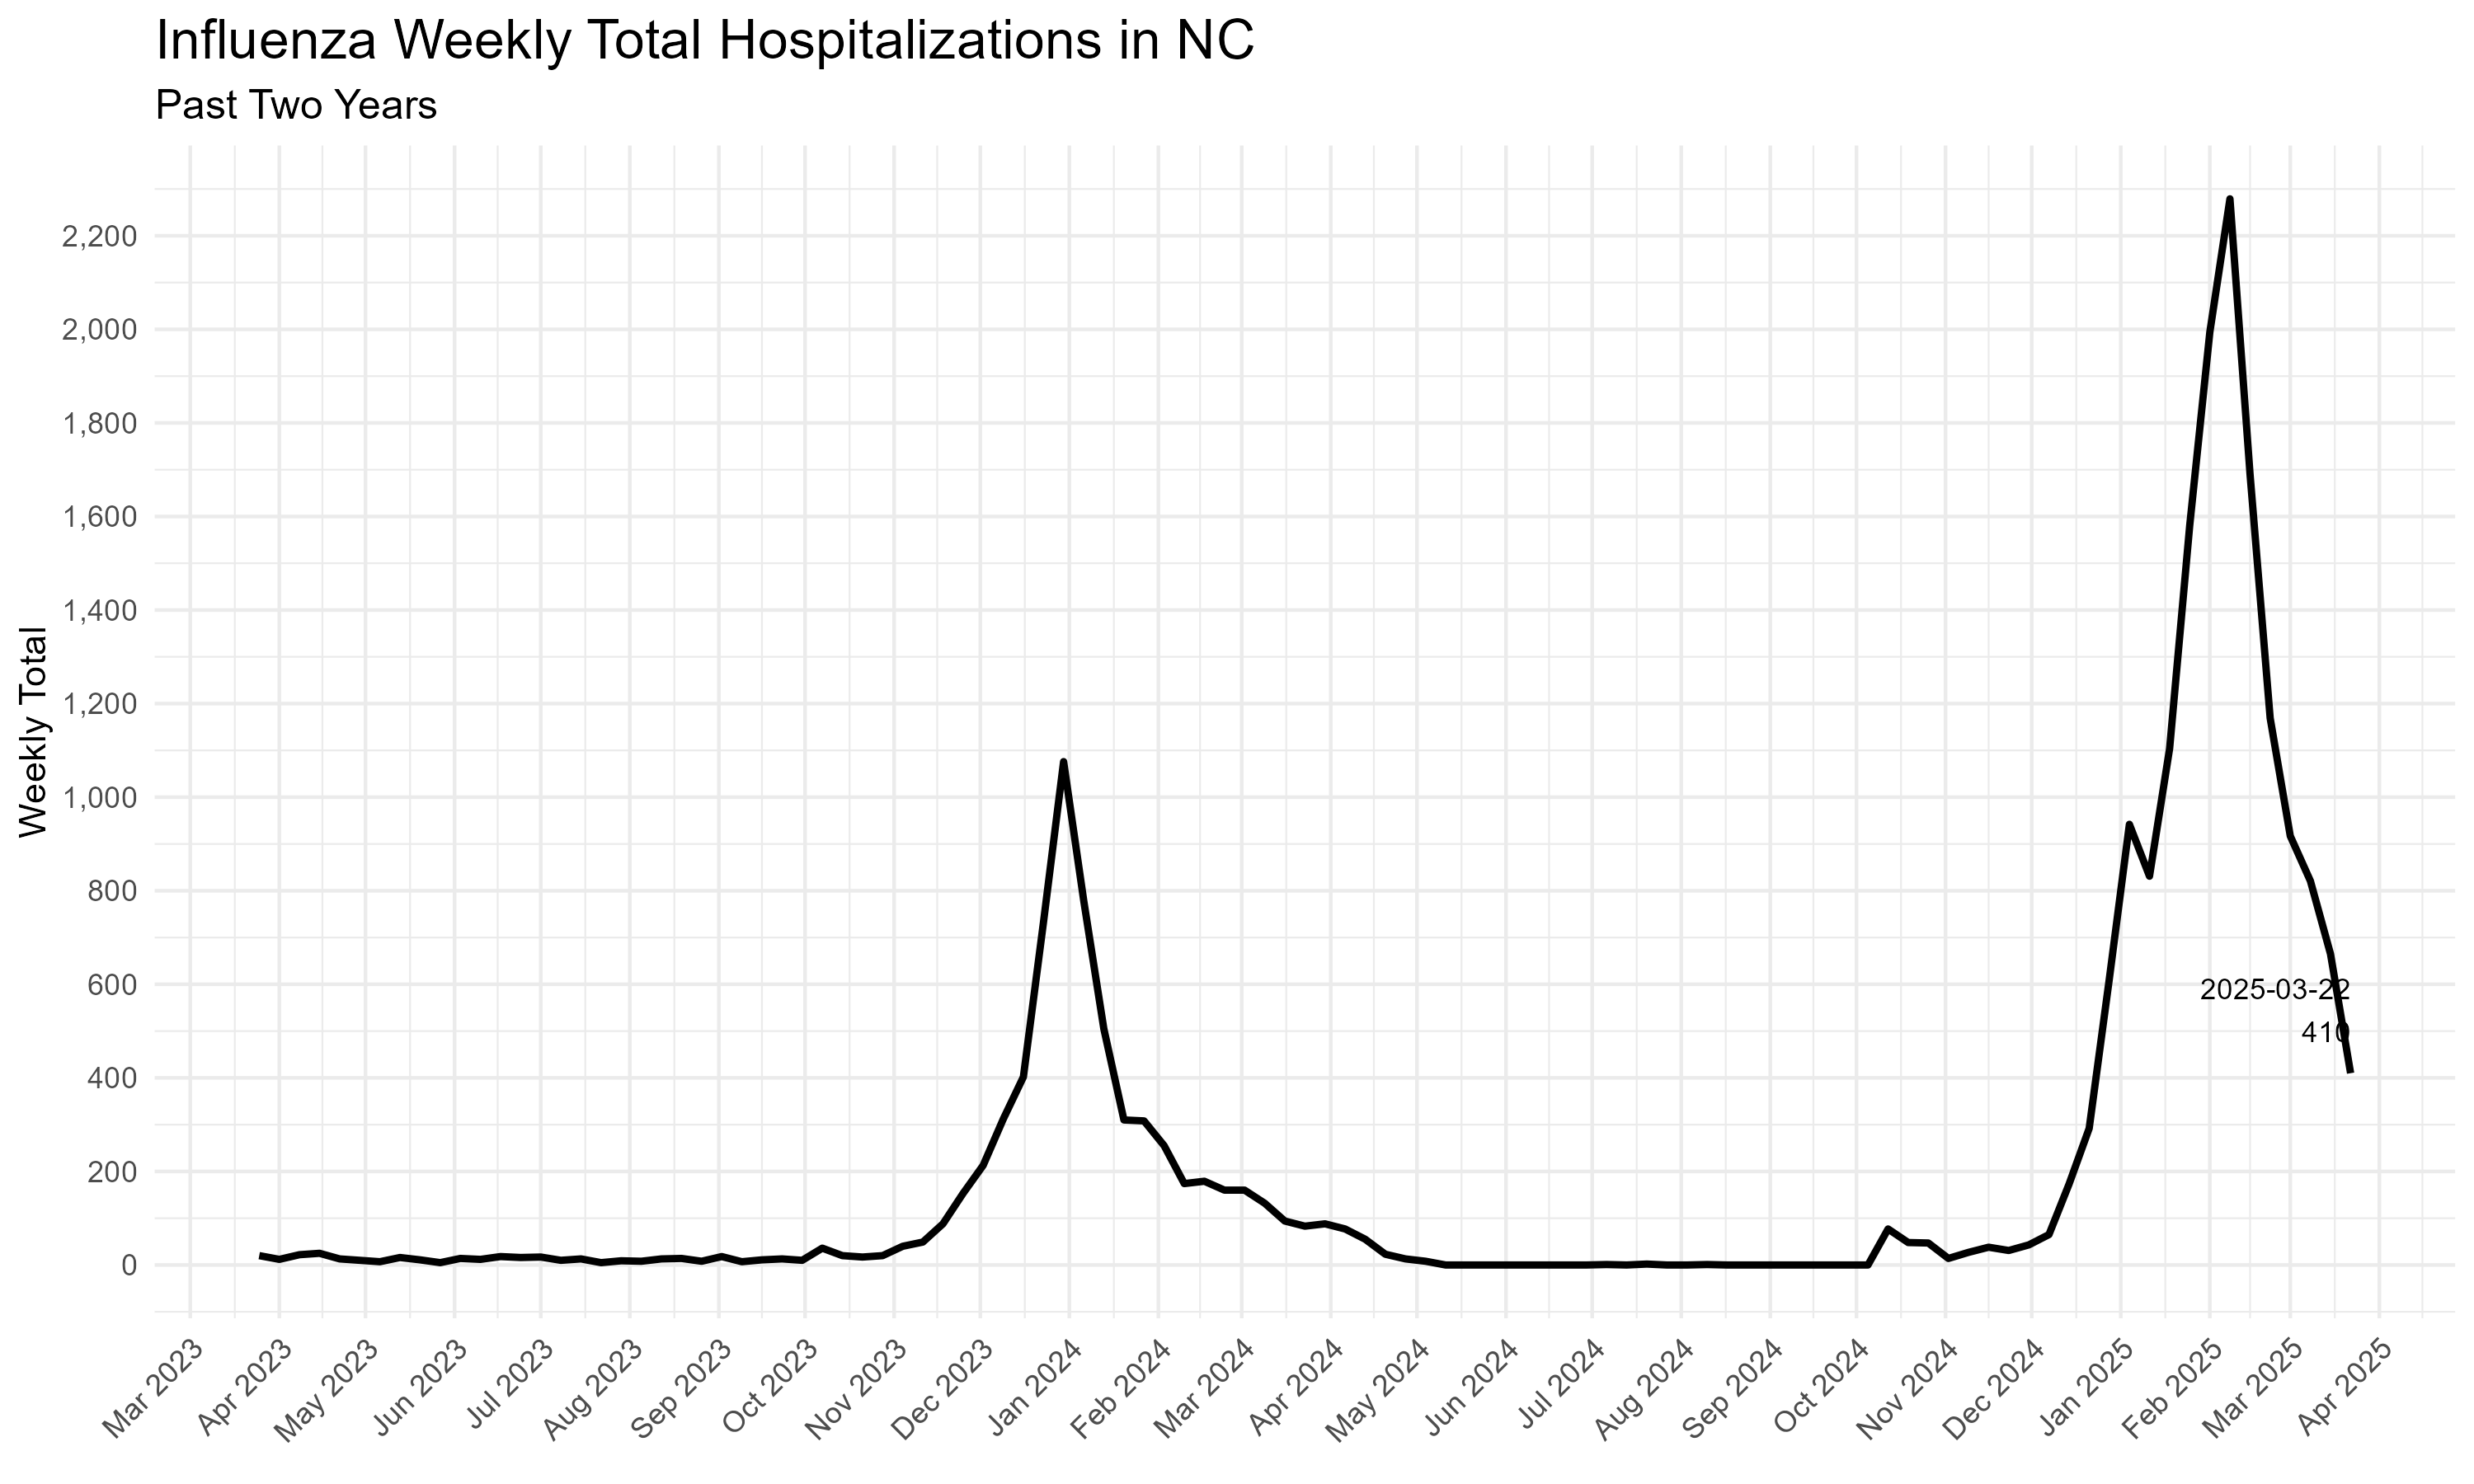 Influenza Weekly Total Hospitalizations in NC
Past Two Years
Weekly Total
2,200
2,000
1,800
1,600
1,400
1,200
1,000
800
600
400
200
0
2025-03-22
410
Mar 2023
Apr 2023
May 2023
Jun 2023
Jul 2023
Aug 2023
Sep 2023
Oct 2023
Nov 2023
Dec 2023
Jan 2024
Feb 2024
Mar 2024
Apr 2024
May 2024
Jun 2024
Jul 2024
Aug 2024
Sep 2024
Oct 2024
Nov 2024
Dec 2024
Jan 2025
Feb 2025
Mar 2025
Apr 2025